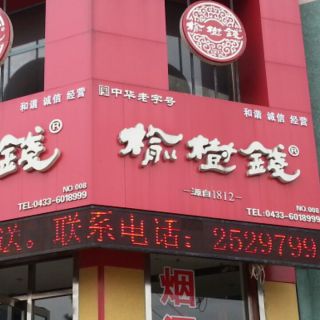 榆樹錢
和谐 诚信 经营
中华老字号
和谐 诚信 经营
錢®
榆樹錢®
源自1812
NO:008
TEL:0433-6018999
NO:008
TEL:0433-6018999
。联系电话:2529799
烟